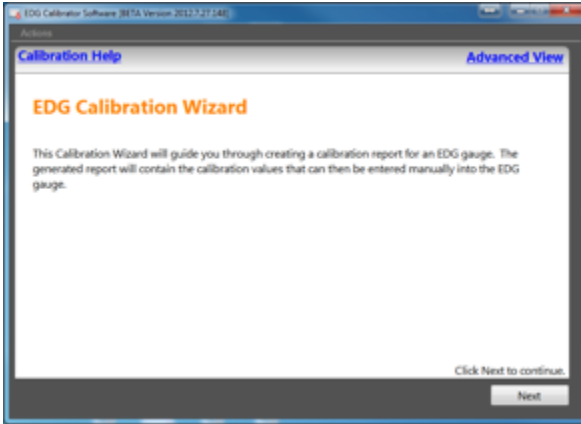 EDG Calibrator Software [BETA Version 2012.7.27.148]
Actions
Calibration Help Advanced View
EDG Calibration Wizard
This Calibration Wizard will guide you through creating a calibration report for an EDG gauge. The
generated report will contain the calibration values that can then be entered manually into the EDG
gauge.
Click Next to continue.
Next